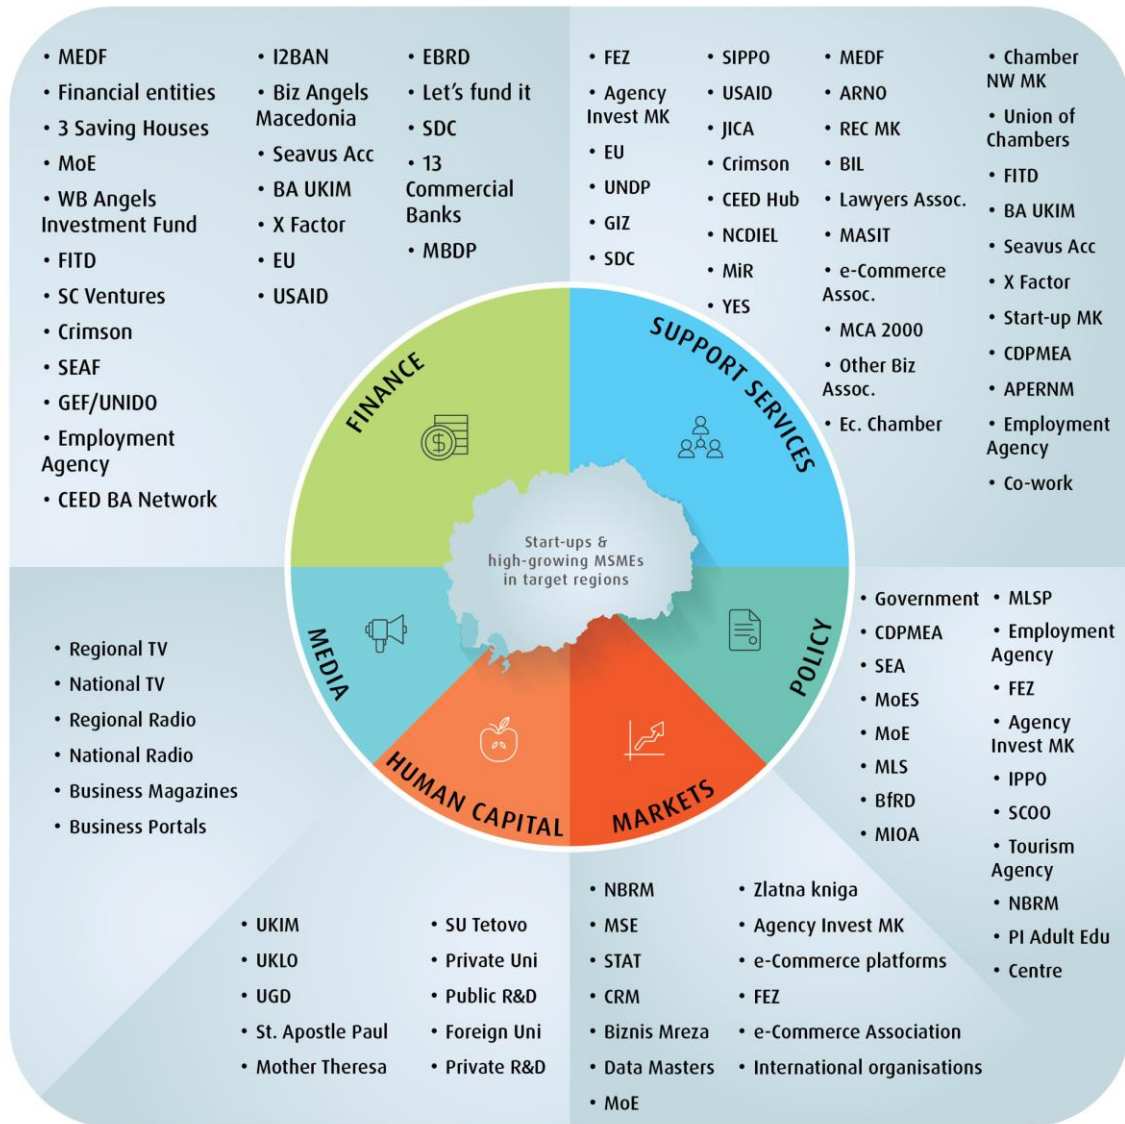 • MEDF
• Financial entities
• 3 Saving Houses
• MoE
• WB Angels
Investment Fund
• FITD
• SC Ventures
• Crimson
• SEAF
• GEF/UNIDO
• Employment
Agency
• CEED BA Network
• I2BAN
• Biz Angels
Macedonia
• Seavus Acc
• BA UKIM
• X Factor
• EU
• USAID
• EBRD
• Let's fund it
• SDC
• 13
Commercial
Banks
• MBDP
• FEZ
• Agency
Invest MK
• EU
• UNDP
• GIZ
• SDC
• SIPPO
• USAID
• JICA
• Crimson
• CEED Hub
• NCDIEL
• MiR
• YES
• MEDF
• ARNO
• REC MK
• BIL
• Lawyers Assoc.
• MASIT
• e-Commerce
Assoc.
• MCA 2000
• Other Biz
Assoc.
• Ec. Chamber
• Chamber
NW MK
• Union of
Chambers
• FITD
• BA UKIM
• Seavus Acc
• X Factor
• Start-up MK
• CDPMEA
• APERNM
• Employment
Agency
• Co-work
FINANCE
SUPPORT SERVICES
Start-ups &
high-growing MSMEs
in target regions
MEDIA
HUMAN CAPITAL
MARKETS
POLICY
• Regional TV
• National TV
• Regional Radio
• National Radio
• Business Magazines
• Business Portals
• Government
• CDPMEA
• SEA
• MoES
• MoE
• MLS
• BfRD
• MIOA
• MLSP
• Employment
Agency
• FEZ
• Agency
Invest MK
• IPPO
• SCOO
• Tourism
Agency
• NBRM
• PI Adult Edu
• Centre
• UKIM
• UKLO
• UGD
• St. Apostle Paul
• Mother Theresa
• SU Tetovo
• Private Uni
• Public R&D
• Foreign Uni
• Private R&D
• NBRM
• MSE
• STAT
• CRM
• Biznis Mreza
• Data Masters
• MoE
• Zlatna kniga
• Agency Invest MK
• e-Commerce platforms
• FEZ
• e-Commerce Association
• International organisations